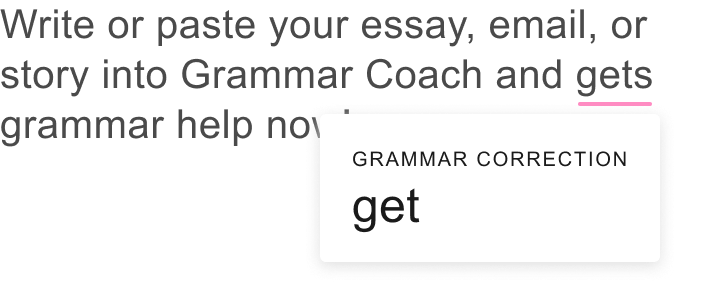 Write or paste your essay, email, or
story into Grammar Coach and gets
grammar help
GRAMMAR CORRECTION
get